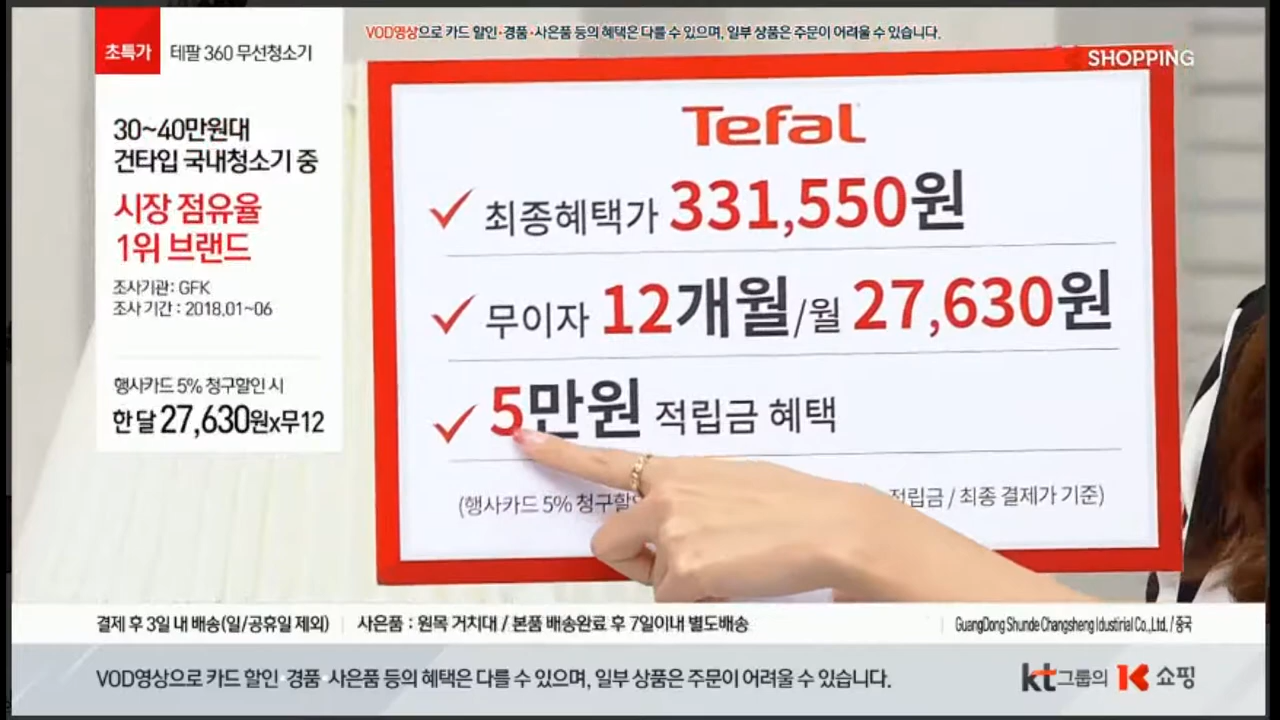 VOD영상으로 카드 할인·경품·사은품 등의 혜택은 다를 수 있으며, 일부 상품은 주문이 어려울 수 있습니다.
초특가 테팔 360 무선청소기
SHOPPING
30~40만원대
건타입 국내청소기 중
시장 점유율
1위 브랜드
조사기관 : GFK
조사 기간 : 2018.01~06
행사카드 5% 청구할인 시
한 달 27,630원x무12
Tefal
최종혜택가 331,550원
무이자 12개월/월 27,630원
5만원 적립금 혜택
(행사카드 5% 청구할인 적립금 / 최종 결제가 기준)
결제 후 3일 내 배송(일/공휴일 제외) 사은품 : 원목 거치대 / 본품 배송완료 후 7일이내 별도배송
GuangDong Shunde Changsheng Idustirial Co.,Ltd. / 중국
VOD영상으로 카드 할인·경품·사은품 등의 혜택은 다를 수 있으며, 일부 상품은 주문이 어려울 수 있습니다.
kt그룹의 K 쇼핑